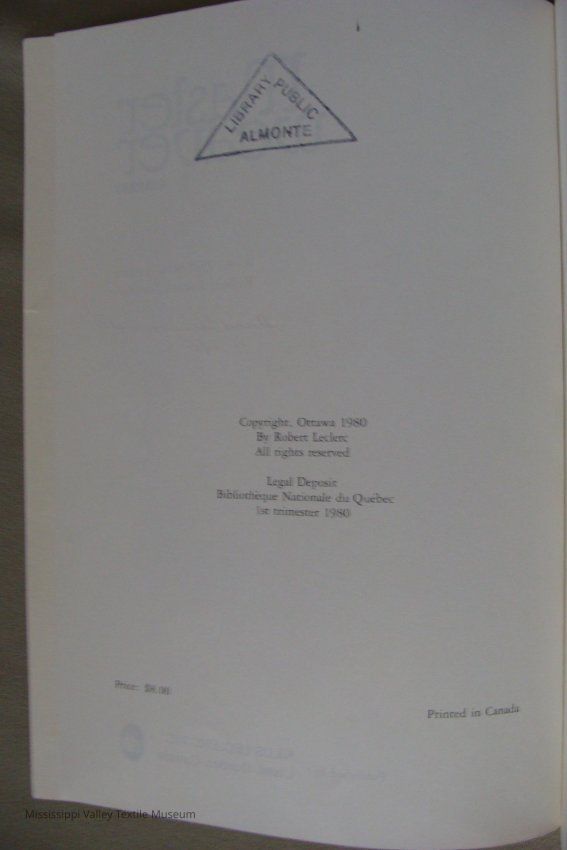 LIBRARY
PUBLIC
ALMONTE
Copyright, Ottawa 1980
By Robert Leclerc
All rights reserved
Legal Deposit
Bibliothèque Nationale du Québec
1st trimester 1980
Price: $8.00
Printed in Canada
Mississippi Valley Textile Museum